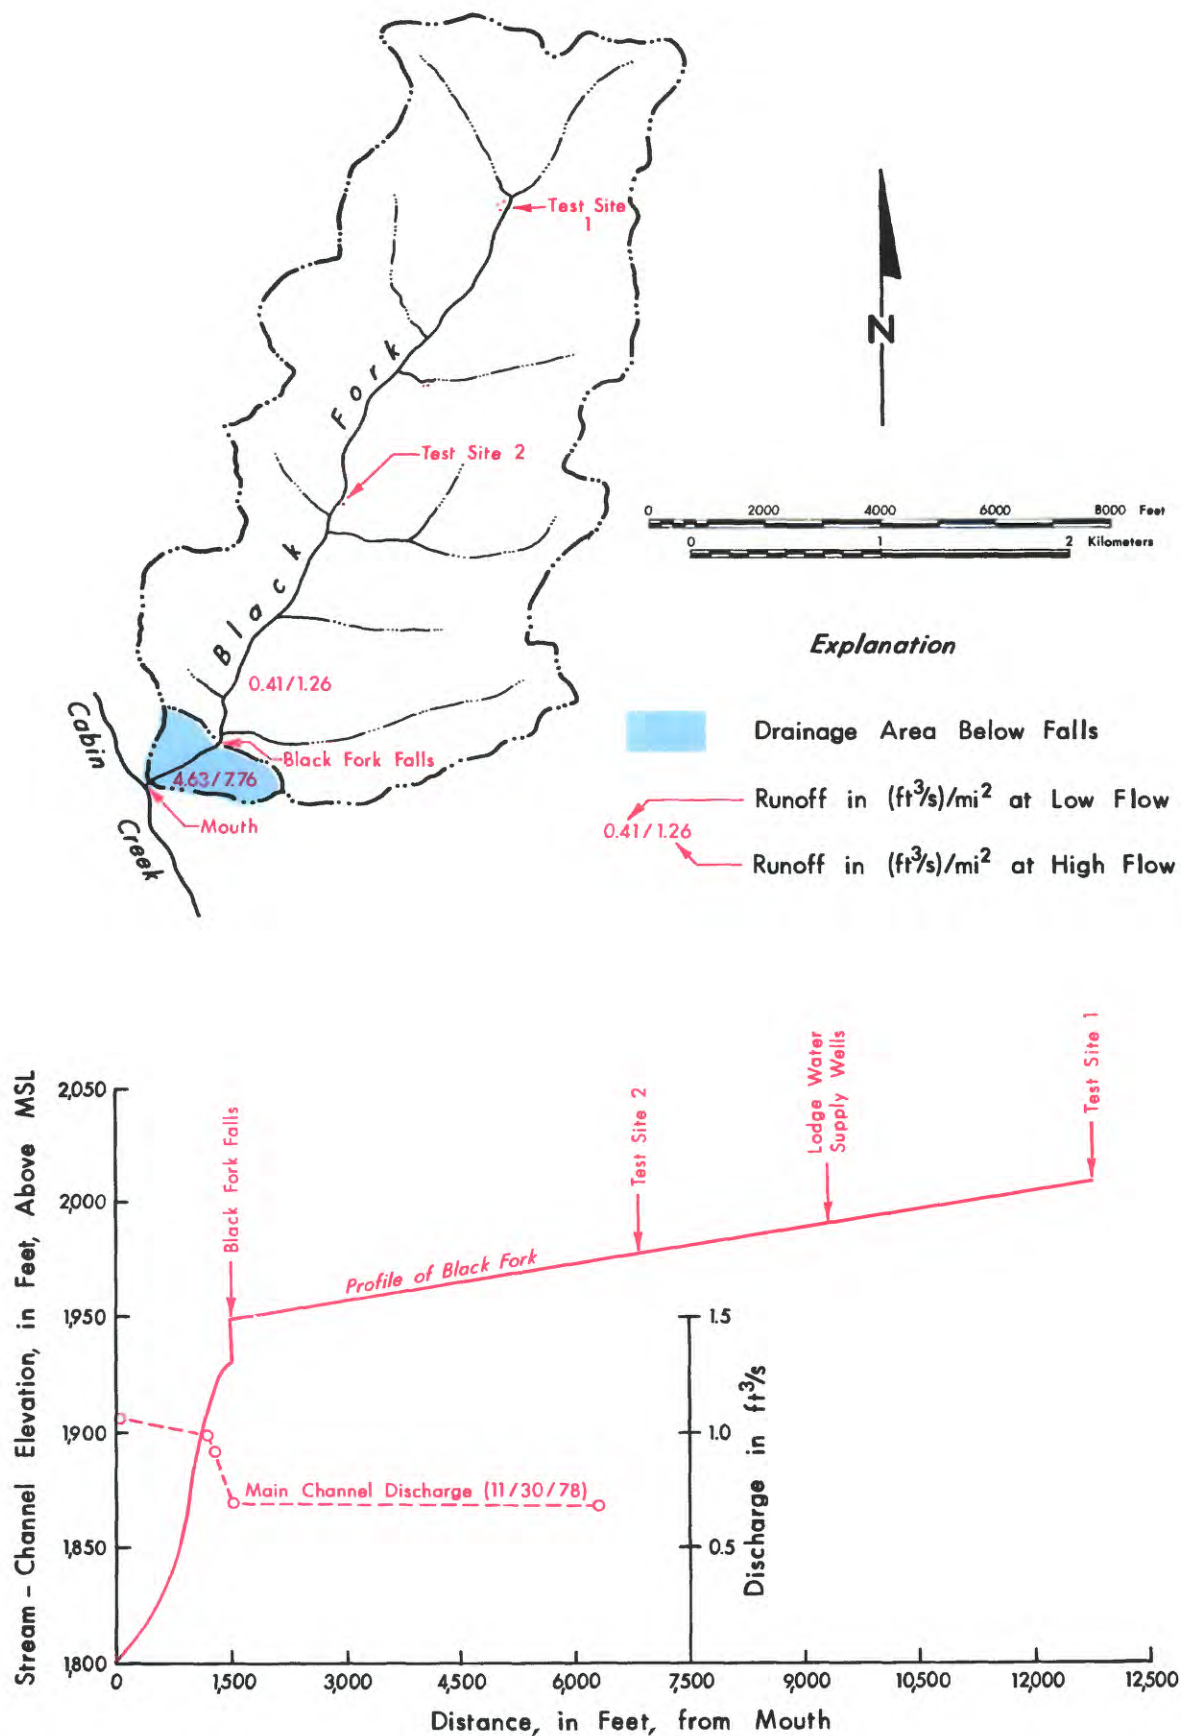 Test Site
1
N
Fork
Test Site 2
0 2000 4000 6000 8000 Feet
0 1 2 Kilometers
Black
Explanation
0.41/1.26
Cabin
Drainage Area Below Falls
Black Fork Falls
4.63/7.76
Runoff in (ft³/s)/mi² at Low Flow
Mouth
0.41/1.26
Creek
Runoff in (ft³/s)/mi² at High Flow
Stream - Channel Elevation, in Feet, Above MSL
2,050
2,000
1,950
1,900
1,850
1,800
Black Fork Falls
Test Site 2
Lodge Water
Supply Wells
Test Site 1
Profile of Black Fork
Main Channel Discharge (11/30/78)
1.5
1.0
0.5
Discharge in ft³/s
0 1,500 3,000 4,500 6,000 7,500 9,000 10,500 12,000 12,500
Distance, in Feet, from Mouth